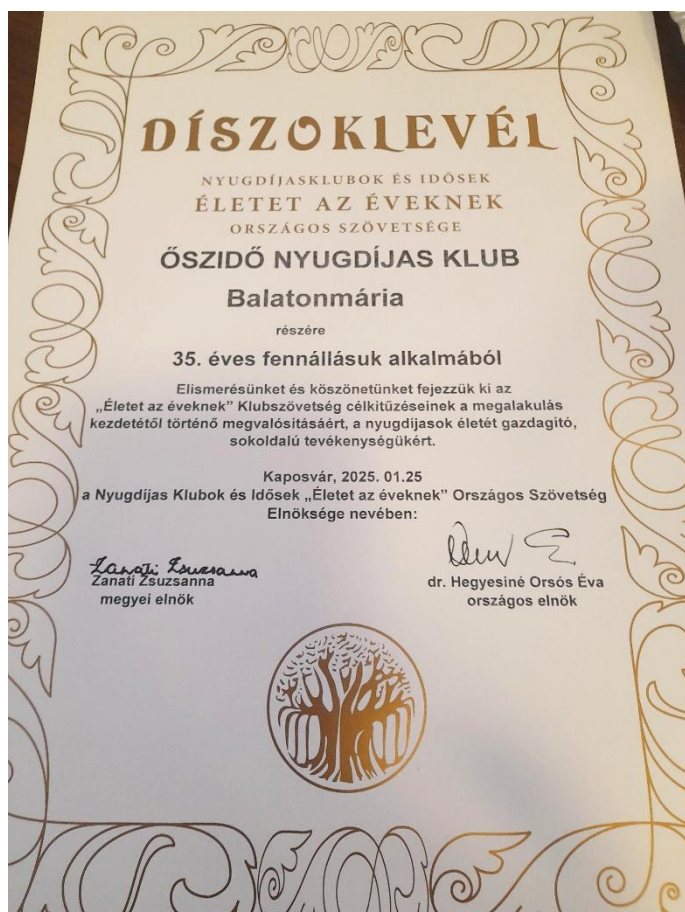 DÍSZOKLEVÉL
NYUGDÍJASKLUBOK ÉS IDŐSEK
ÉLETET AZ ÉVEKNEK
ORSZÁGOS SZÖVETSÉGE
ŐSZIDŐ NYUGDÍJAS KLUB
Balatonmária
részére
35. éves fennállásuk alkalmából
Elismerésünket és köszönetünket fejezzük ki az
„Életet az éveknek” Klubszövetség célkitűzéseinek a megalakulás
kezdetétől történő megvalósitásáért, a nyugdijasok életét gazdagító,
sokoldalú tevékenységükért.
Kaposvár, 2025. 01.25
a Nyugdíjas Klubok és Idősek „Életet az éveknek” Országos Szövetség
Elnöksége nevében:
Zanati Zsuzsanna
Zanati Zsuzsanna
megyei elnök
dr. Hegyesiné Orsós Éva
országos elnök